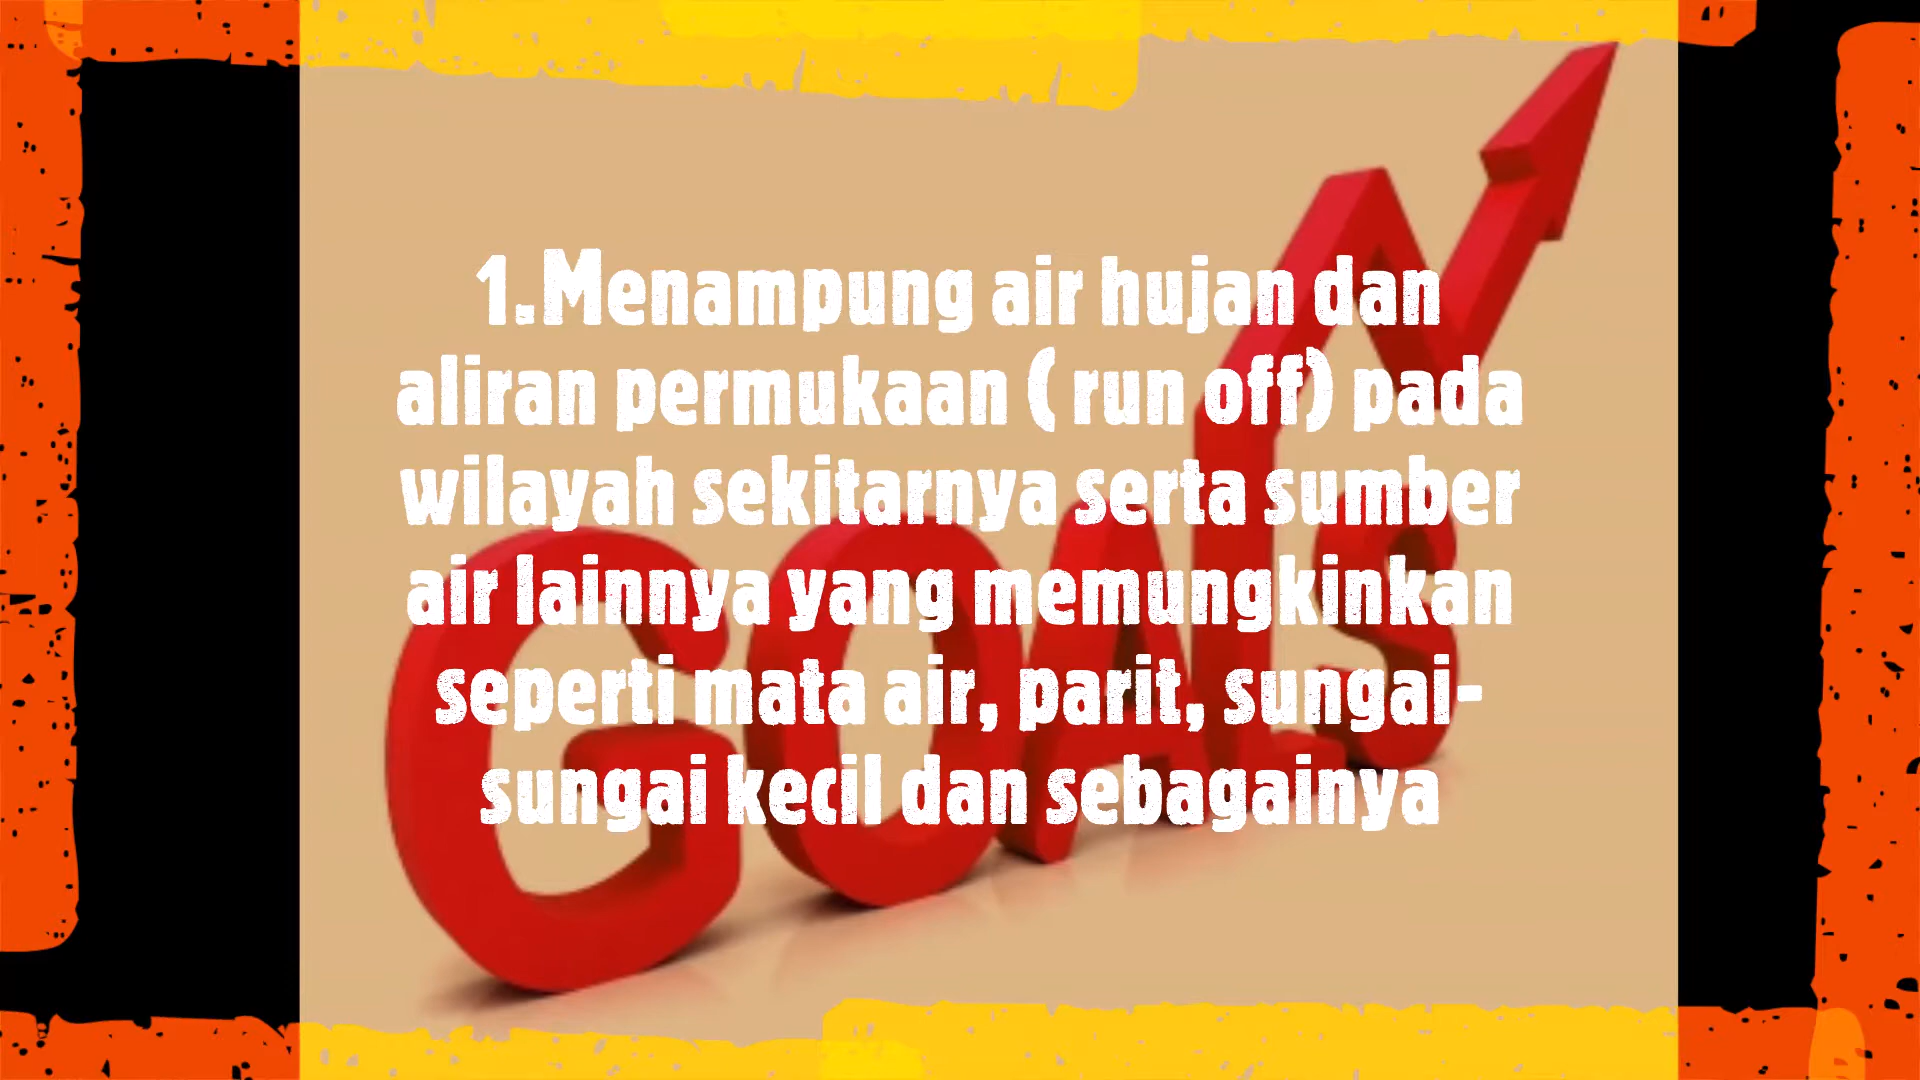 1.Menampung air hujan dan
aliran permukaan ( run off) pada
wilayah sekitarnya serta sumber
air lainnya yang memungkinkan
seperti mata air, parit, sungai-
sungai kecil dan sebagainya
GOALS